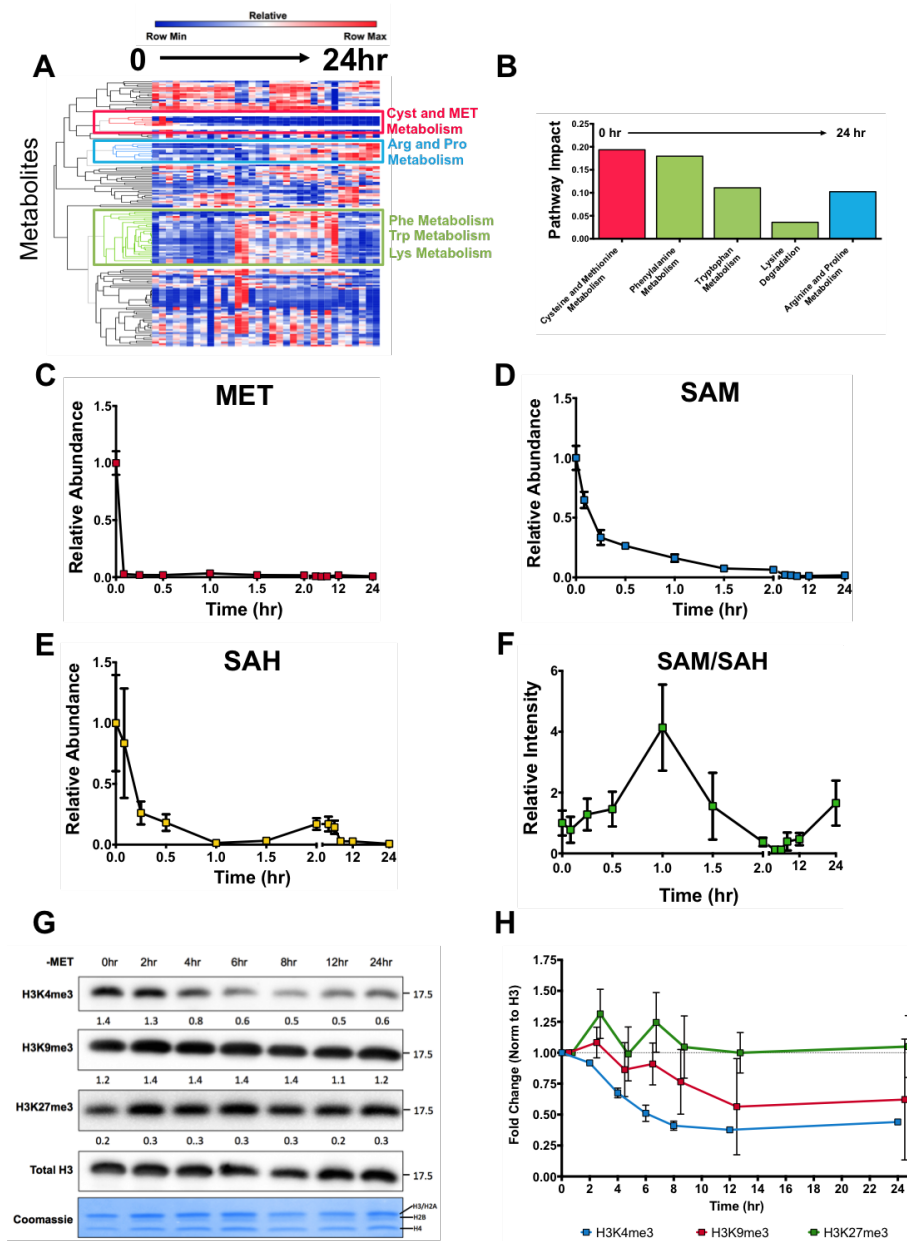 Relative
Row Min Row Max
0 24hr
A
Metabolites
Cyst and MET
Metabolism
Arg and Pro
Metabolism
Phe Metabolism
Trp Metabolism
Lys Metabolism
B
Pathway Impact
0.25
0.20
0.15
0.10
0.05
0.00
0 hr 24 hr
Cysteine and Methionine
Metabolism
Phenylalanine
Metabolism
Tryptophan
Metabolism
Lysine
Degradation
Arginine and Proline
Metabolism
C
MET
Relative Abundance
1.5
1.0
0.5
0.0
0.0 0.5 1.0 1.5 2.0 12 24
Time (hr)
D
SAM
Relative Abundance
1.5
1.0
0.5
0.0
0.0 0.5 1.0 1.5 2.0 12 24
Time (hr)
E
SAH
Relative Abundance
1.5
1.0
0.5
0
0.0 0.5 1.0 1.5 2.0 12 24
Time (hr)
F
SAM/SAH
Relative Intensity
6
4
2
0
0.0 0.5 1.0 1.5 2.0 12 24
Time (hr)
G
-MET 0hr 2hr 4hr 6hr 8hr 12hr 24hr
H3K4me3 17.5
1.4 1.3 0.8 0.6 0.5 0.5 0.6
H3K9me3 17.5
1.2 1.4 1.4 1.4 1.4 1.1 1.2
H3K27me3 17.5
0.2 0.3 0.3 0.3 0.3 0.2 0.3
Total H3 17.5
Coomassie
H3/H2A
H2B
H4
H
Fold Change (Norm to H3)
1.75
1.50
1.25
1.00
0.75
0.50
0.25
0.00
0 2 4 6 8 10 12 14 16 18 20 22 24
Time (hr)
H3K4me3 H3K9me3 H3K27me3